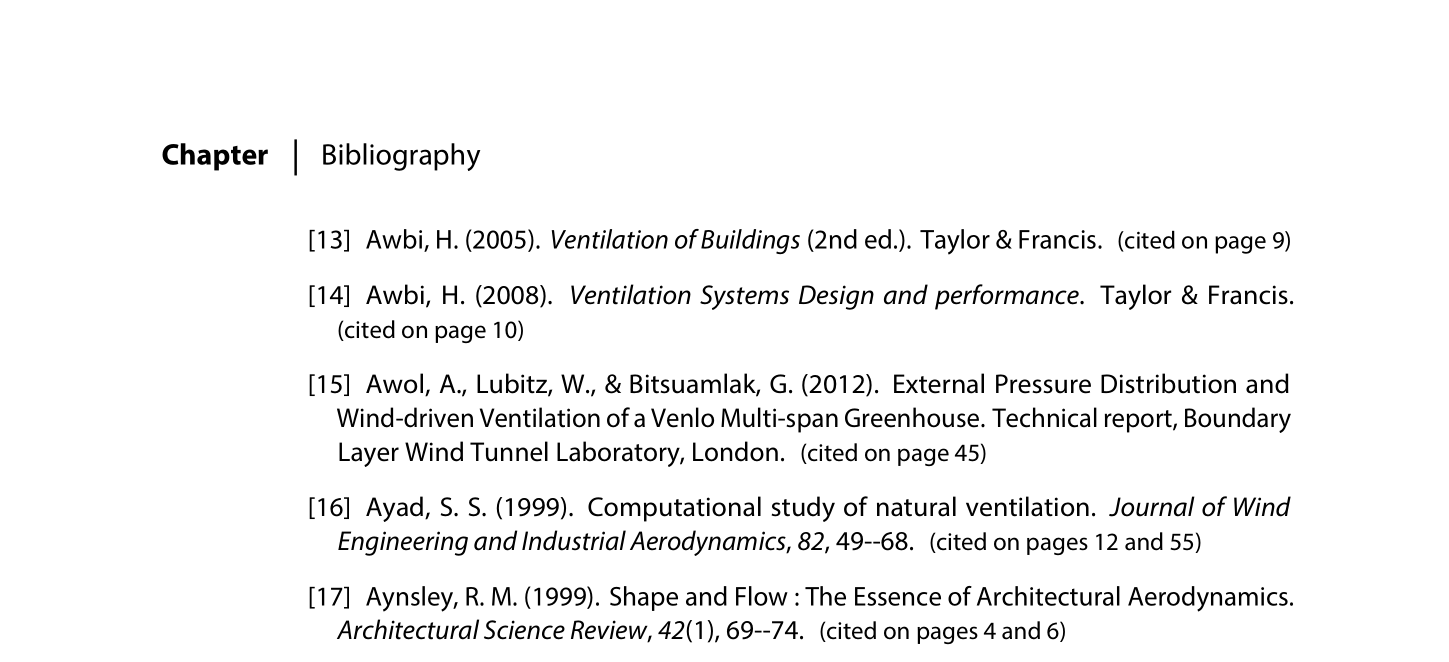 Chapter | Bibliography
[13] Awbi, H. (2005). Ventilation of Buildings (2nd ed.). Taylor & Francis. (cited on page 9)
[14] Awbi, H. (2008). Ventilation Systems Design and performance. Taylor & Francis.
(cited on page 10)
[15] Awol, A., Lubitz, W., & Bitsuamlak, G. (2012). External Pressure Distribution and
Wind-driven Ventilation of a Venlo Multi-span Greenhouse. Technical report, Boundary
Layer Wind Tunnel Laboratory, London. (cited on page 45)
[16] Ayad, S. S. (1999). Computational study of natural ventilation. Journal of Wind
Engineering and Industrial Aerodynamics, 82, 49--68. (cited on pages 12 and 55)
[17] Aynsley, R. M. (1999). Shape and Flow : The Essence of Architectural Aerodynamics.
Architectural Science Review, 42(1), 69--74. (cited on pages 4 and 6)